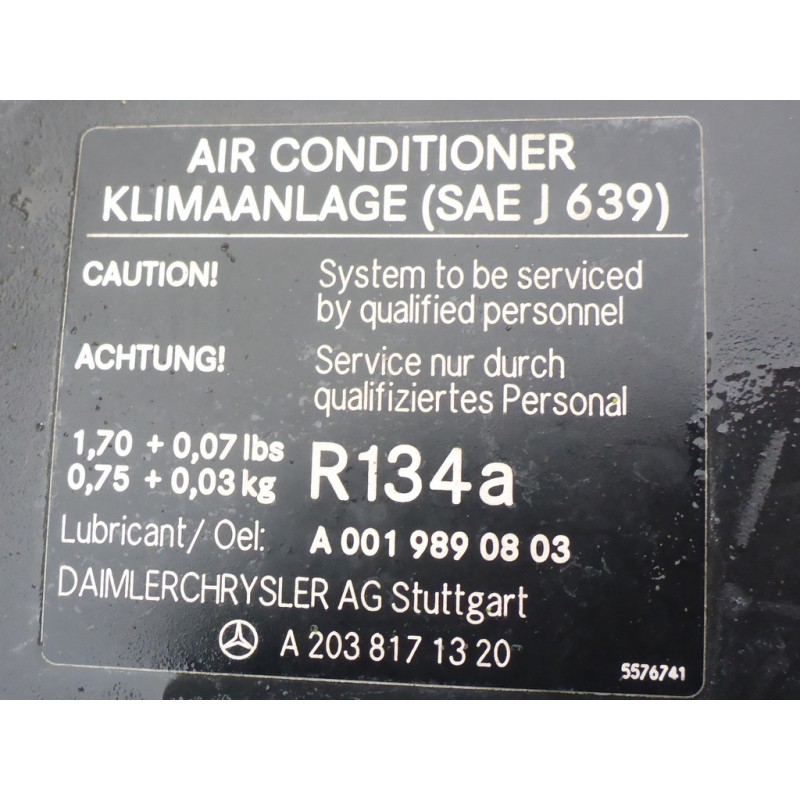 AIR CONDITIONER
KLIMAANLAGE (SAE J 639)
CAUTION! System to be serviced
by qualified personnel
ACHTUNG! Service nur durch
qualifiziertes Personal
1,70 + 0,07 lbs
0,75 + 0,03 kg R134a
Lubricant/ Oel: A 001 989 08 03
DAIMLERCHRYSLER AG Stuttgart
A 203 817 13 20
5576741